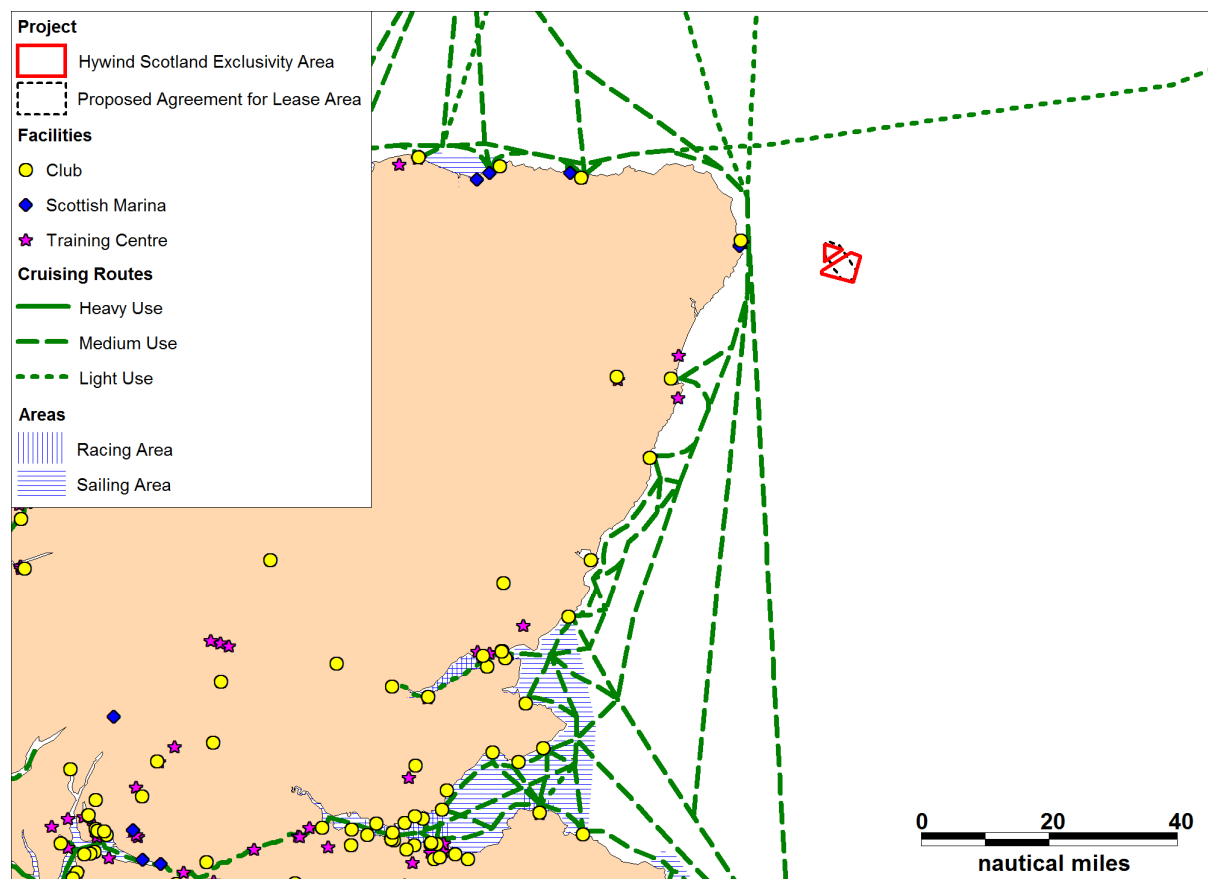 Project
Hywind Scotland Exclusivity Area
Proposed Agreement for Lease Area
Facilities
Club
Scottish Marina
Training Centre
Cruising Routes
Heavy Use
Medium Use
Light Use
Areas
Racing Area
Sailing Area
0 20 40
nautical miles